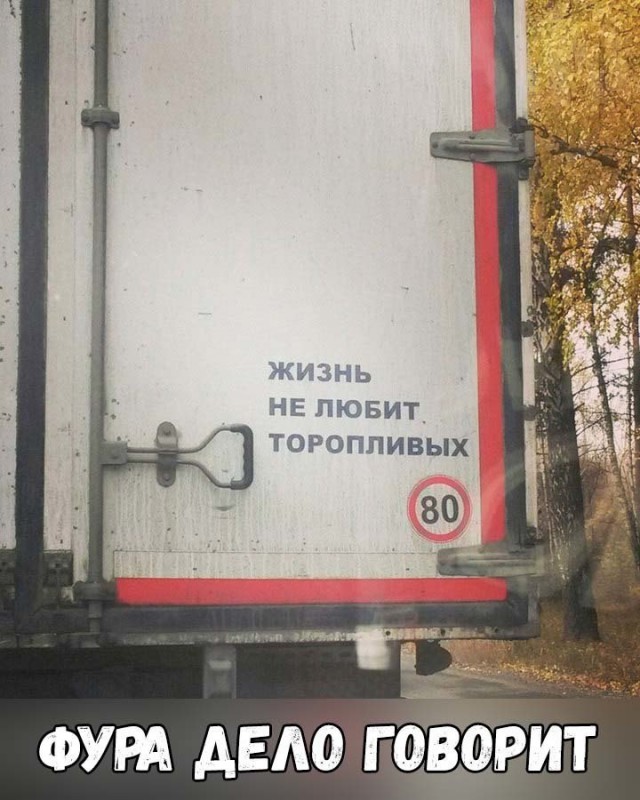 ЖИЗНЬ
НЕ ЛЮБИТ
ТОРОПЛИВЫХ
80
ФУРА ДЕЛО ГОВОРИТ